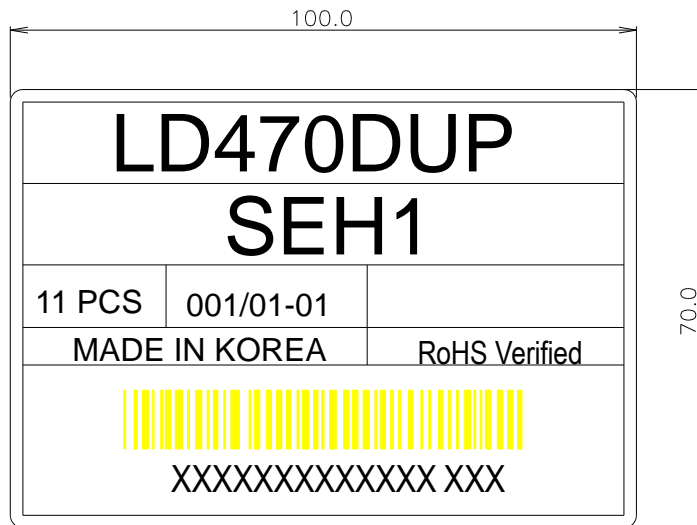 100.0
LD470DUP
SEH1
11 PCS 001/01-01
70.0
MADE IN KOREA RoHS Verified
XXXXXXXXXXXXX XXX